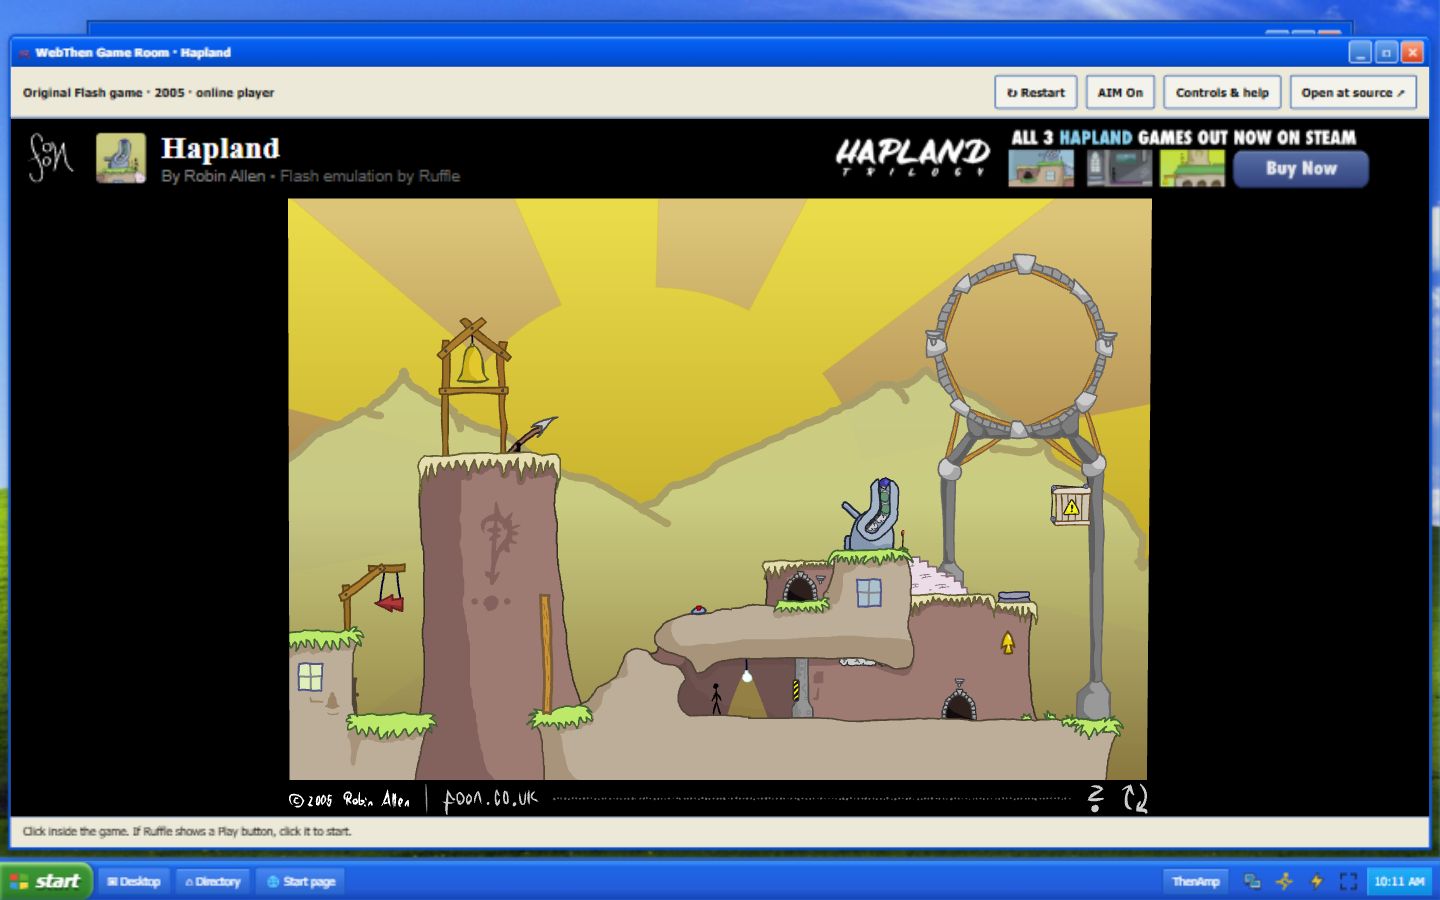 WebThen Game Room · Hapland
Original Flash game · 2005 · online player
↻ Restart
AIM On
Controls & help
Open at source ↗
foon
Hapland
By Robin Allen • Flash emulation by Ruffle
HAPLAND
TRILOGY
ALL 3 HAPLAND GAMES OUT NOW ON STEAM
Buy Now
© 2005 Robin Allen | foon.co.uk
?
Click inside the game. If Ruffle shows a Play button, click it to start.
start
Desktop
Directory
Start page
ThenAmp
10:11 AM